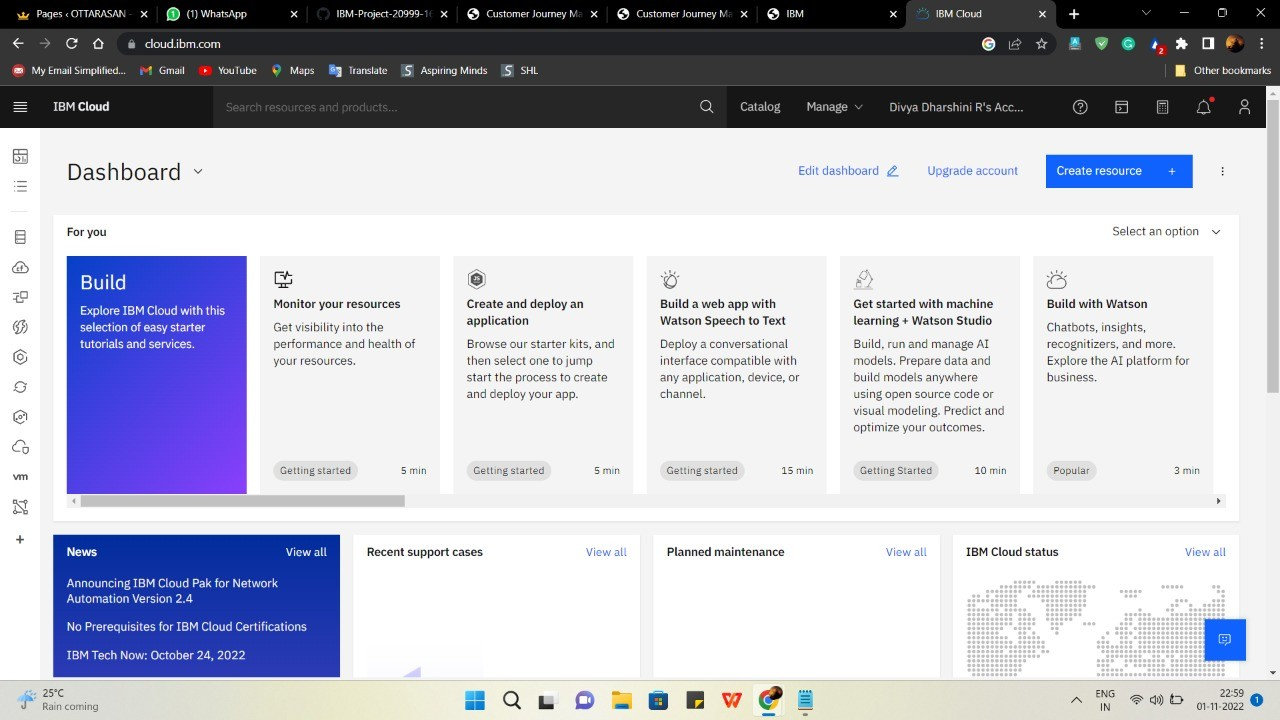 Pages ‹ OTTARASAN –
(1) WhatsApp
IBM-Project-20999-16
Customer Journey Ma
Customer Journey Ma
IBM
IBM Cloud
cloud.ibm.com
2
My Email Simplified...
Gmail
YouTube
Maps
Translate
Aspiring Minds
SHL
Other bookmarks
IBM Cloud
Search resources and products...
Catalog
Manage
Divya Dharshini R's Acc...
Dashboard
Edit dashboard
Upgrade account
Create resource +
For you
Select an option
Build
Explore IBM Cloud with this
selection of easy starter
tutorials and services.
Monitor your resources
Get visibility into the
performance and health of
your resources.
Getting started
5 min
Create and deploy an
application
Browse our starter kits, and
then select one to jump
start the process to create
and deploy your app.
Getting started
5 min
Build a web app with
Watson Speech to Text
Deploy a conversational
interface compatible with
any application, device, or
channel.
Getting started
15 min
Get started with machine
learning + Watson Studio
Build, run and manage AI
models. Prepare data and
build models anywhere
using open source code or
visual modeling. Predict and
optimize your outcomes.
Getting Started
10 min
Build with Watson
Chatbots, insights,
recognitizers, and more.
Explore the AI platform for
business.
Popular
3 min
vm
News
View all
Announcing IBM Cloud Pak for Network
Automation Version 2.4
No Prerequisites for IBM Cloud Certifications
IBM Tech Now: October 24, 2022
Recent support cases
View all
Planned maintenance
View all
IBM Cloud status
View all
25°C
Rain coming
ENG
IN
22:59
01-11-2022
1